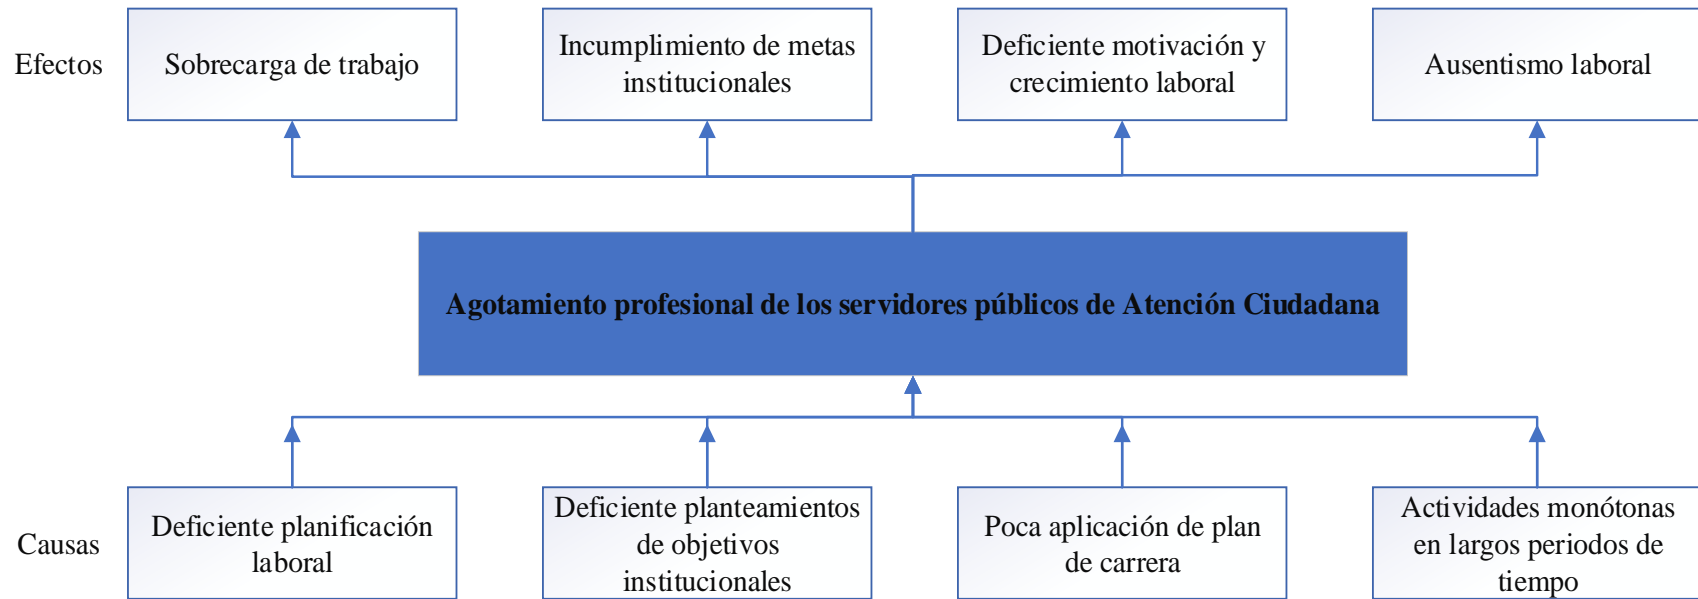 Efectos
Sobrecarga de trabajo
Incumplimiento de metas
institucionales
Deficiente motivación y
crecimiento laboral
Ausentismo laboral
Agotamiento profesional de los servidores públicos de Atención Ciudadana
Causas
Deficiente planificación
laboral
Deficiente planteamientos
de objetivos
institucionales
Poca aplicación de plan
de carrera
Actividades monótonas
en largos periodos de
tiempo